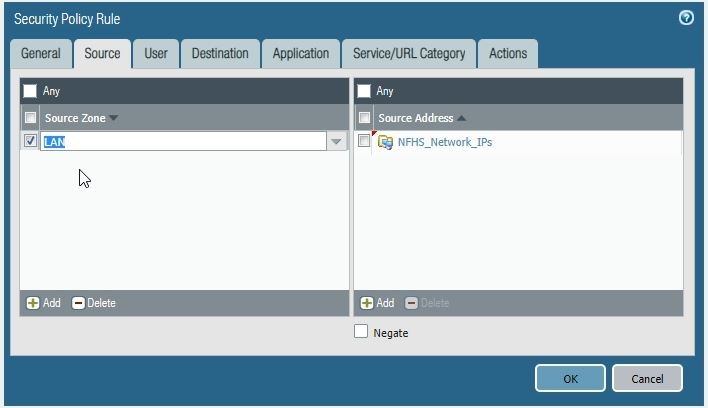 Security Policy Rule
General Source User Destination Application Service/URL Category Actions
Any Any
Source Zone Source Address
LAN NFHS_Network_IPs
Add Delete Add Delete
Negate
OK Cancel